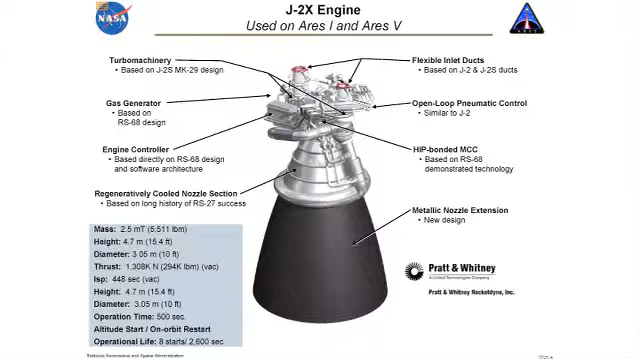 NASA
J-2X Engine
Used on Ares I and Ares V
ARES
Turbomachinery
• Based on J-2S MK-29 design
Gas Generator
• Based on
RS-68 design
Engine Controller
• Based directly on RS-68 design
and software architecture
Regeneratively Cooled Nozzle Section
• Based on long history of RS-27 success
Flexible Inlet Ducts
• Based on J-2 & J-2S ducts
Open-Loop Pneumatic Control
• Similar to J-2
HIP-bonded MCC
• Based on RS-68
demonstrated technology
Metallic Nozzle Extension
• New design
Mass: 2.5 mT (5,511 lbm)
Height: 4.7 m (15.4 ft)
Diameter: 3.05 m (10 ft)
Thrust: 1,308K N (294K lbm) (vac)
Isp: 448 sec (vac)
Height: 4.7 m (15.4 ft)
Diameter: 3.05 m (10 ft)
Operation Time: 500 sec.
Altitude Start / On-orbit Restart
Operational Life: 8 starts/ 2,600 sec
Pratt & Whitney
A United Technologies Company
Pratt & Whitney Rocketdyne, Inc.
National Aeronautics and Space Administration